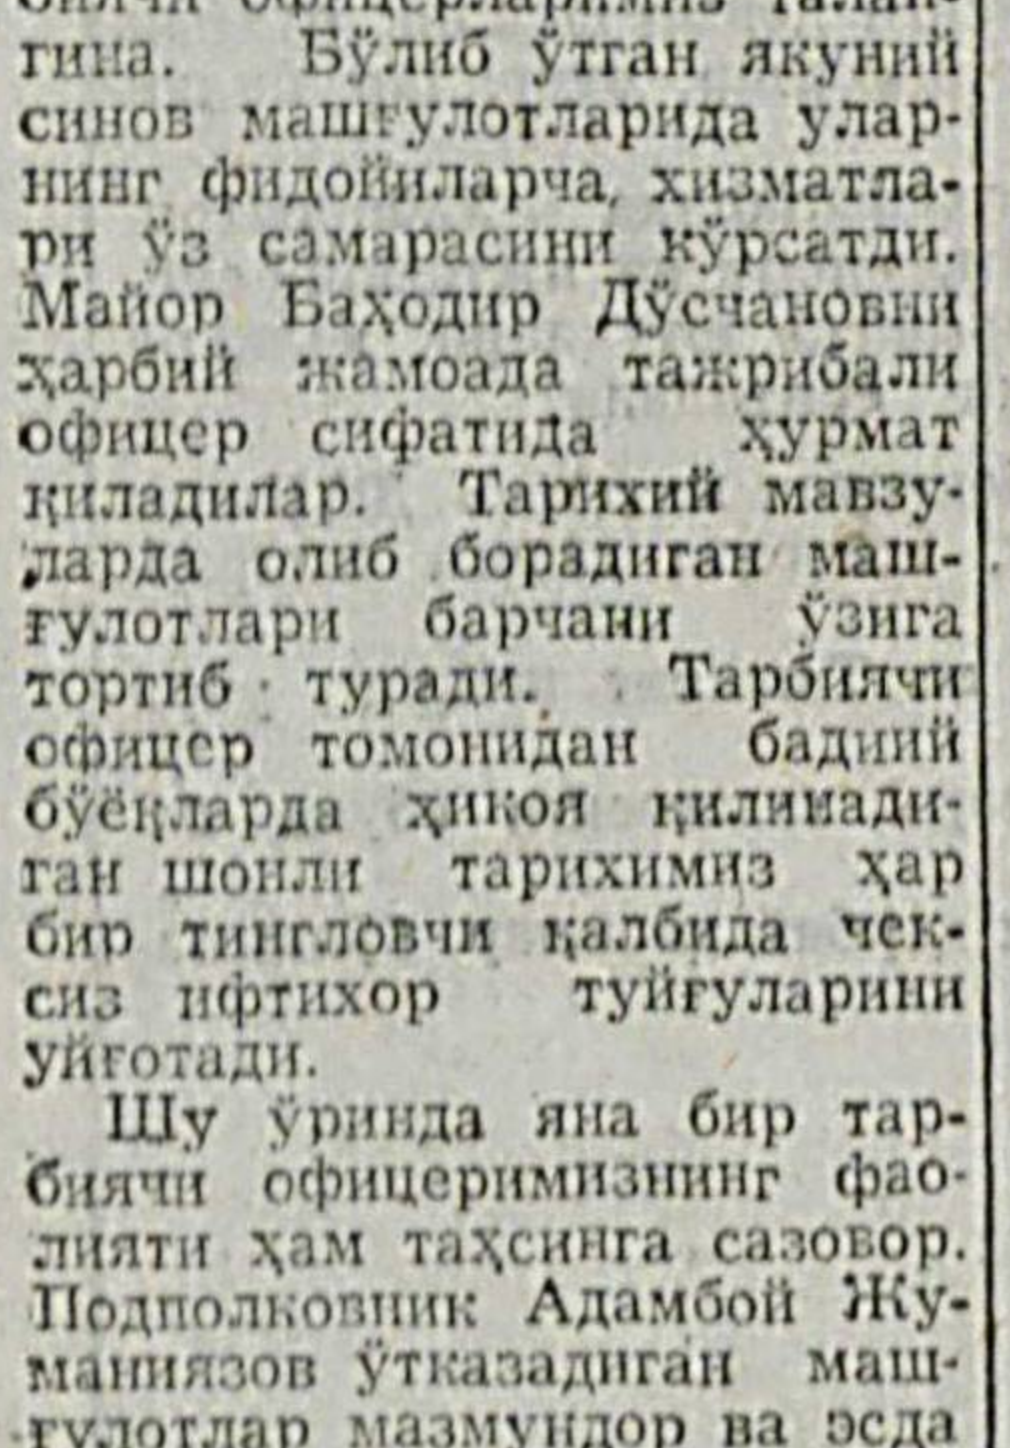 офицерларимиз талай-
гина. Бўлиб ўтган якуний
синов машғулотларида улар-
нинг фидойиларча, хизматла-
ри ўз самарасини кўрсатди.
Майор Баҳодир Дўсчановни
ҳарбий жамоада тажрибали
офицер сифатида ҳурмат
қиладилар. Тарихий мавзу-
ларда олиб борадиган маш-
ғулотлари барчани ўзига
тортиб туради. Тарбиячи
офицер томонидан бадиий
бўёқларда ҳикоя қилинади-
ган шонли тарихимиз ҳар
бир тингловчи қалбида чек-
сиз ифтихор туйғуларини
уйғотади.
Шу ўринда яна бир тар-
биячи офицеримизнинг фао-
лияти ҳам таҳсинга сазовор.
Подполковник Адамбой Жу-
маниязов ўтказадиган маш-
ғулотлар мазмундор ва эсда